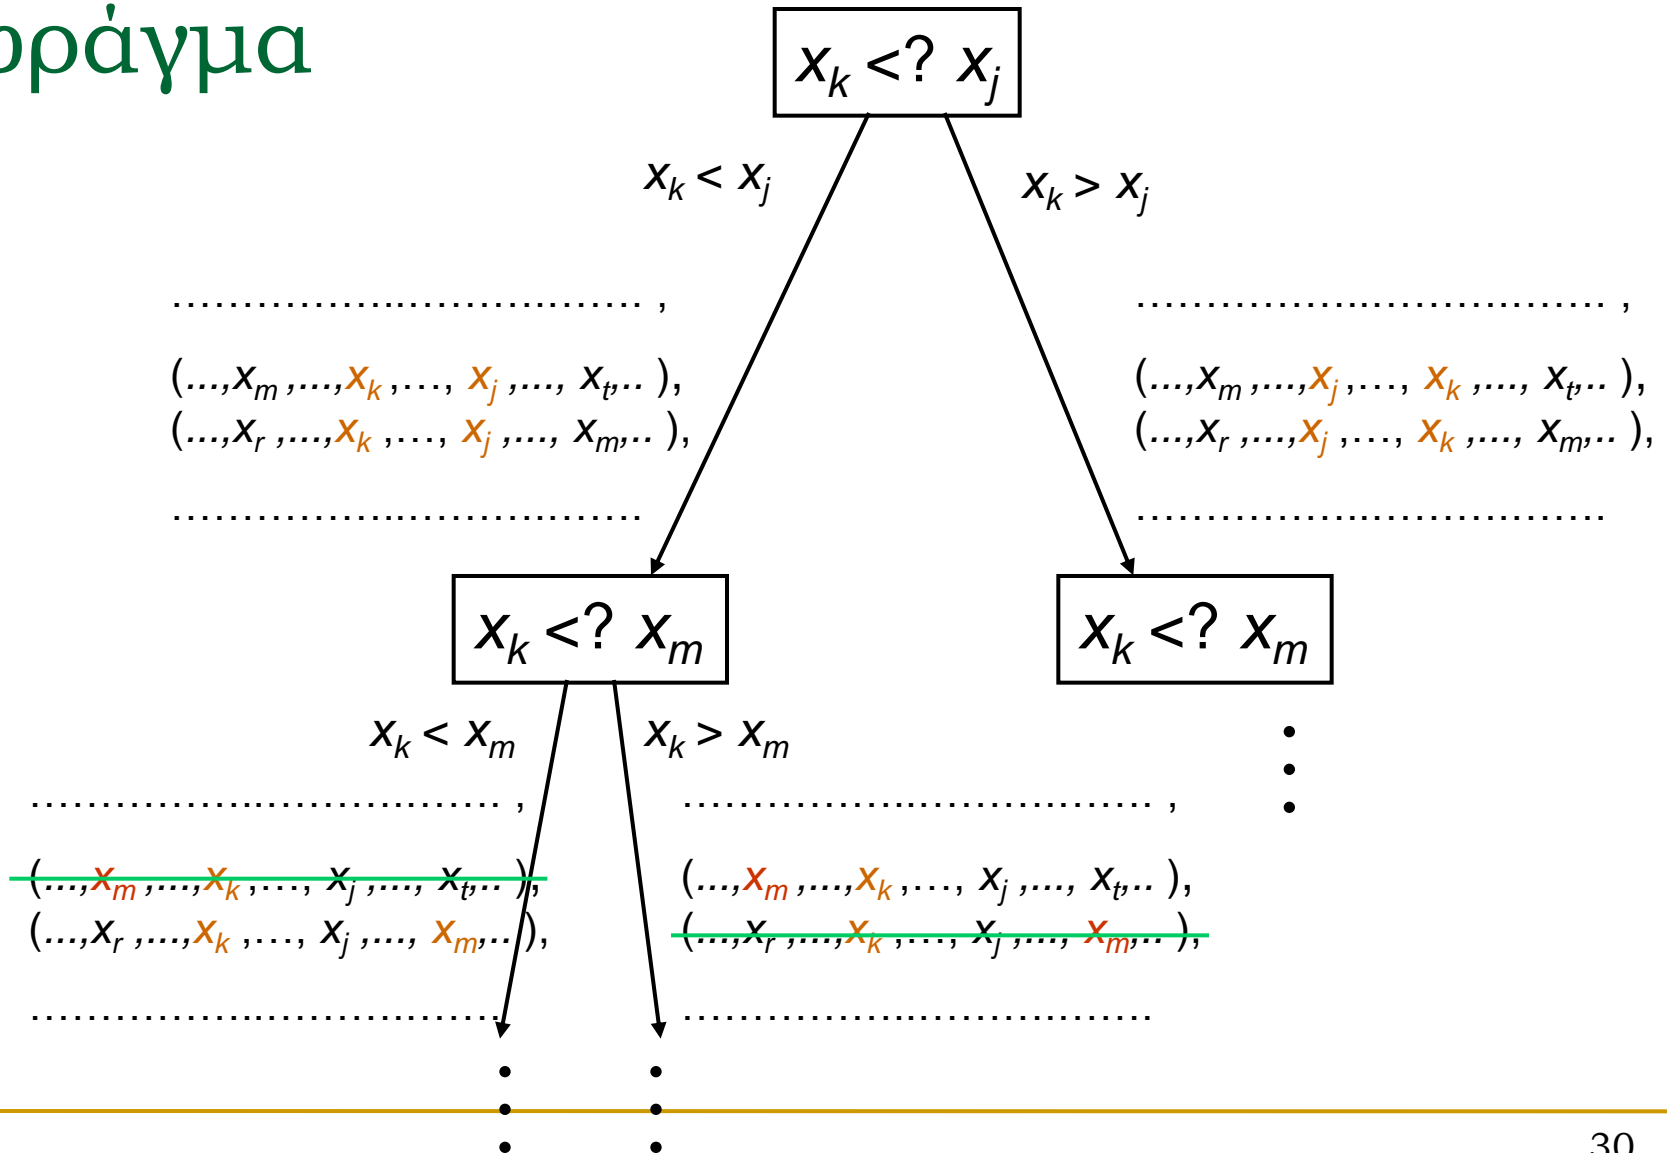 ράγμα
x_k <? x_j
x_k < x_j
x_k > x_j
……………………………… ,
(...,x_m ,...,x_k ,…, x_j ,..., x_t,.. ),
(...,x_r ,...,x_k ,…, x_j ,..., x_m,.. ),
………………………………
……………………………… ,
(...,x_m ,...,x_j ,…, x_k ,..., x_t,.. ),
(...,x_r ,...,x_j ,…, x_k ,..., x_m,.. ),
………………………………
x_k <? x_m
x_k <? x_m
x_k < x_m
x_k > x_m
……………………………… ,
(...,x_m ,...,x_k ,…, x_j ,..., x_t,.. ),
(...,x_r ,...,x_k ,…, x_j ,..., x_m,.. ),
………………………………
……………………………… ,
(...,x_m ,...,x_k ,…, x_j ,..., x_t,.. ),
(...,x_r ,...,x_k ,…, x_j ,..., x_m,.. ),
………………………………
30